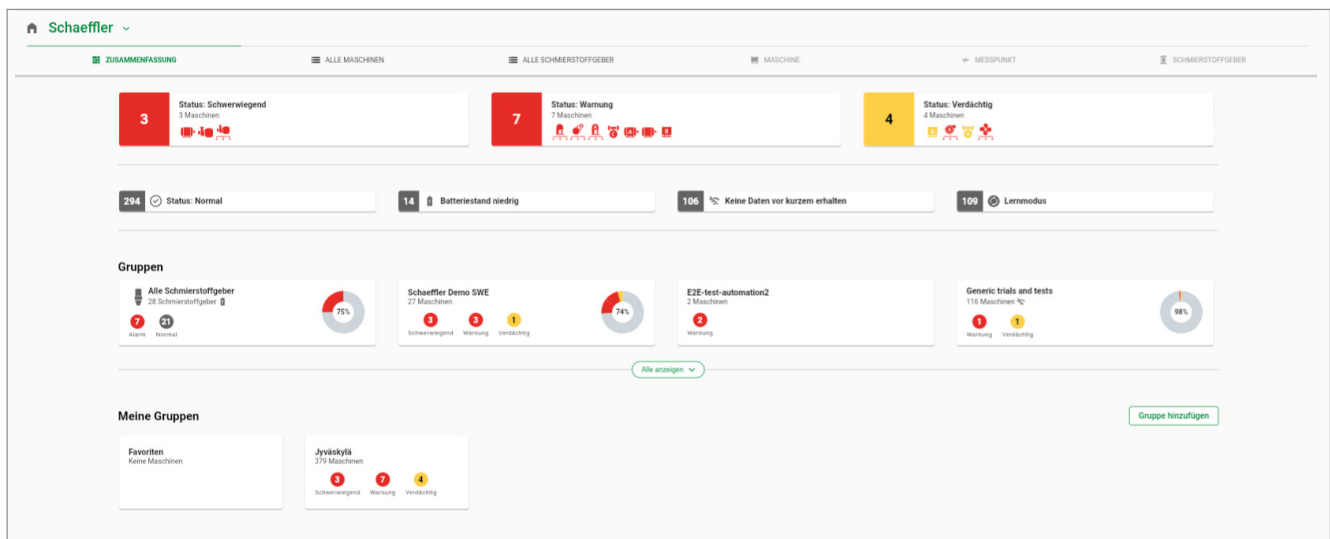 Schaeffler
ZUSAMMENFASSUNG
ALLE MASCHINEN
ALLE SCHMIERSTOFFGEBER
MASCHINE
MESSPUNKT
SCHMIERSTOFFGEBER
3
Status: Schwerwiegend
3 Maschinen
7
Status: Warnung
7 Maschinen
4
Status: Verdächtig
4 Maschinen
294 Status: Normal
14 Batteriestand niedrig
106 Keine Daten vor kurzem erhalten
109 Lernmodus
Gruppen
Alle Schmierstoffgeber
28 Schmierstoffgeber
7 21
Alarm Normal
75%
Schaeffler Demo SWE
27 Maschinen
3 3 1
Schwerwiegend Warnung Verdächtig
74%
E2E-test-automation2
2 Maschinen
2
Warnung
Generic trials and tests
116 Maschinen
1 1
Warnung Verdächtig
98%
Alle anzeigen
Meine Gruppen
Gruppe hinzufügen
Favoriten
Keine Maschinen
Jyväskylä
379 Maschinen
3 7 4
Schwerwiegend Warnung Verdächtig